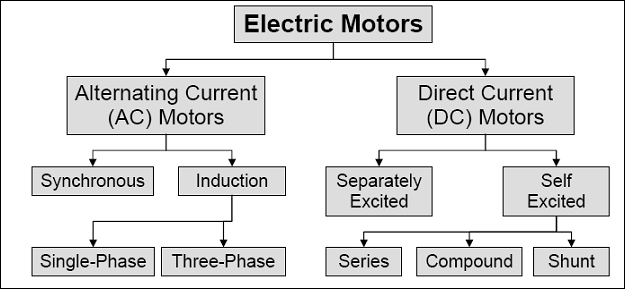 Electric Motors
Alternating Current
(AC) Motors
Direct Current
(DC) Motors
Synchronous
Induction
Separately
Excited
Self
Excited
Single-Phase
Three-Phase
Series
Compound
Shunt